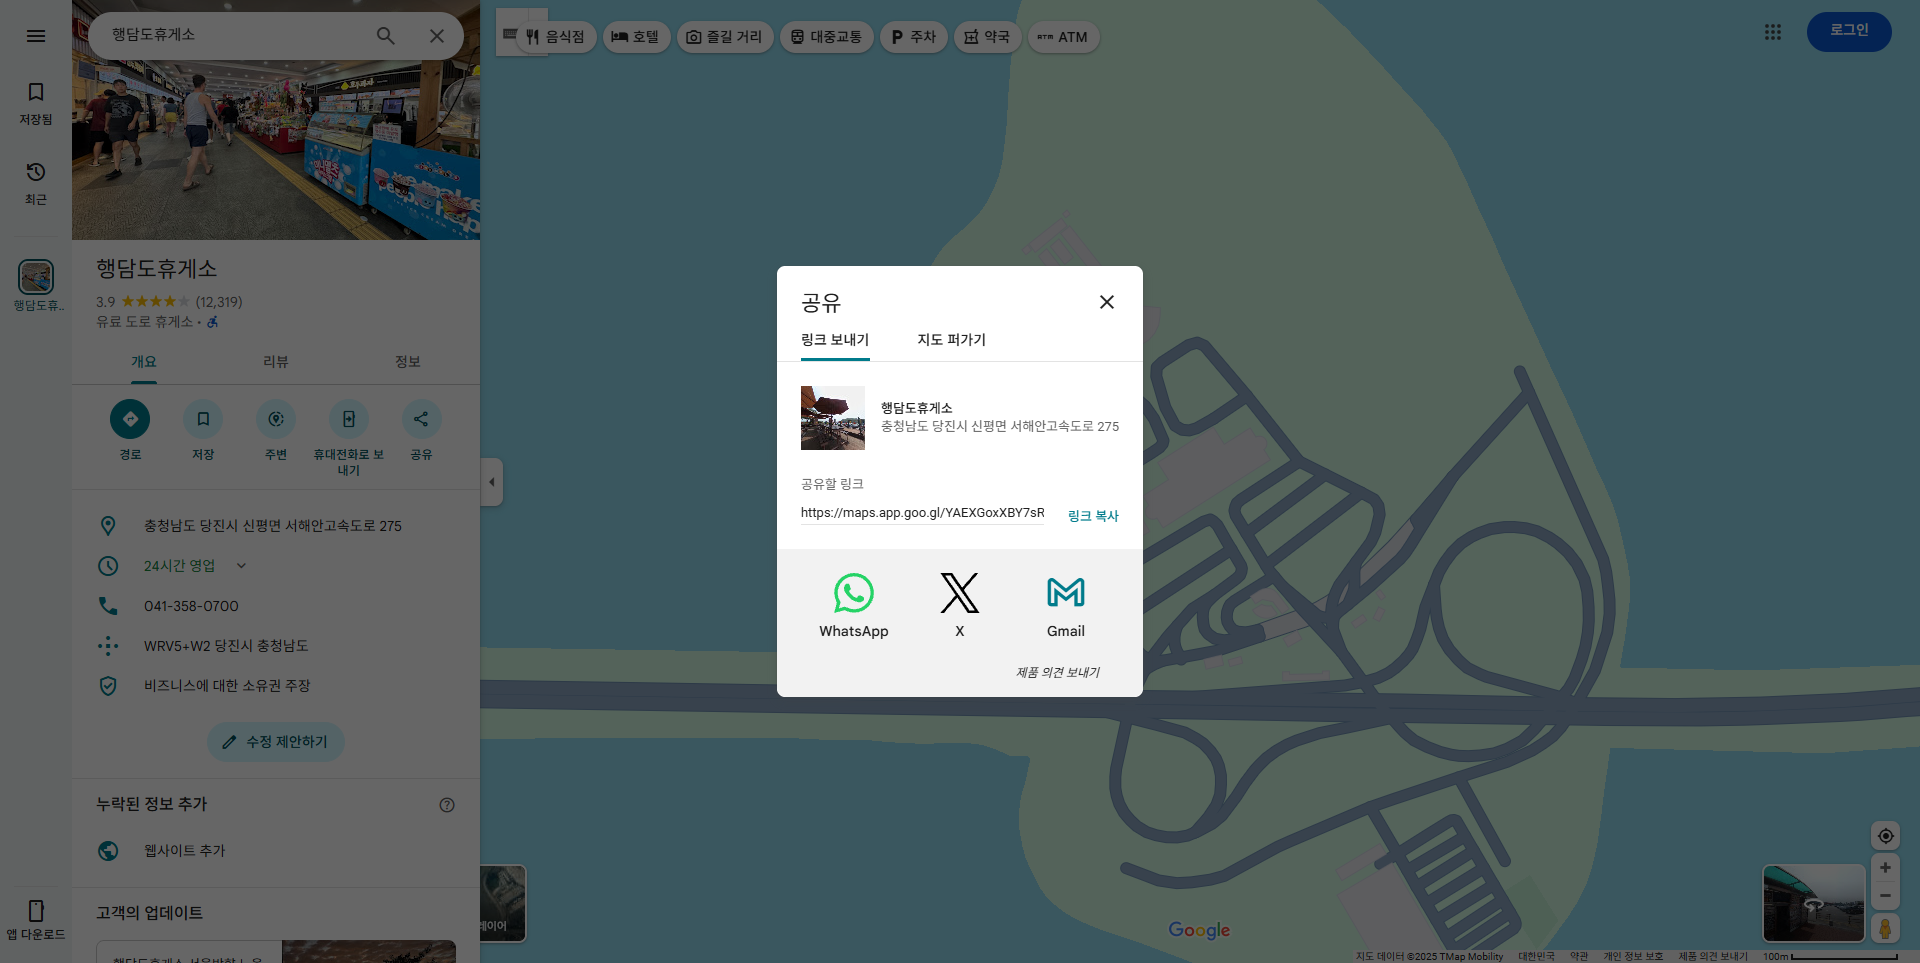 행담도휴게소
음식점
호텔
즐길 거리
대중교통
주차
약국
ATM
로그인
저장됨
최근
행담도휴..
앱 다운로드
행담도휴게소
3.9 (12,319)
유료 도로 휴게소 ·
개요
리뷰
정보
경로
저장
주변
휴대전화로 보내기
공유
충청남도 당진시 신평면 서해안고속도로 275
24시간 영업
041-358-0700
WRV5+W2 당진시 충청남도
비즈니스에 대한 소유권 주장
수정 제안하기
누락된 정보 추가
웹사이트 추가
고객의 업데이트
공유
링크 보내기
지도 퍼가기
행담도휴게소
충청남도 당진시 신평면 서해안고속도로 275
공유할 링크
https://maps.app.goo.gl/YAEXGoxXBY7sR
링크 복사
WhatsApp
X
Gmail
제품 의견 보내기
레이어
Google
지도 데이터 ©2025 TMap Mobility
대한민국
약관
개인 정보 보호
제품 의견 보내기
100m